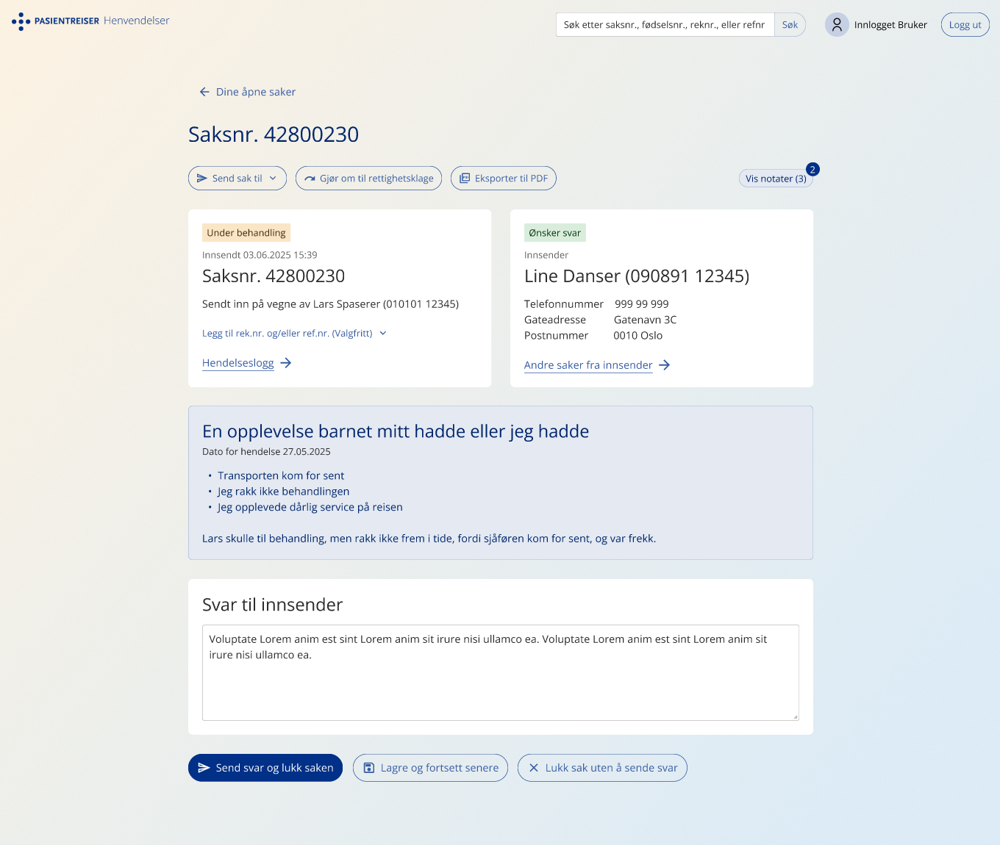 PASIENTREISER Henvendelser
Søk etter saksnr., fødselsnr., reknr., eller refnr
Søk
Innlogget Bruker
Logg ut
Dine åpne saker
Saksnr. 42800230
Send sak til
Gjør om til rettighetsklage
Eksporter til PDF
Vis notater (3)
2
Under behandling
Innsendt 03.06.2025 15:39
Saksnr. 42800230
Sendt inn på vegne av Lars Spaserer (010101 12345)
Legg til rek.nr. og/eller ref.nr. (Valgfritt)
Hendelseslogg
Ønsker svar
Innsender
Line Danser (090891 12345)
Telefonnummer 999 99 999
Gateadresse Gatenavn 3C
Postnummer 0010 Oslo
Andre saker fra innsender
En opplevelse barnet mitt hadde eller jeg hadde
Dato for hendelse 27.05.2025
• Transporten kom for sent
• Jeg rakk ikke behandlingen
• Jeg opplevede dårlig service på reisen
Lars skulle til behandling, men rakk ikke frem i tide, fordi sjåføren kom for sent, og var frekk.
Svar til innsender
Voluptate Lorem anim est sint Lorem anim sit irure nisi ullamco ea. Voluptate Lorem anim est sint Lorem anim sit
irure nisi ullamco ea.
Send svar og lukk saken
Lagre og fortsett senere
Lukk sak uten å sende svar